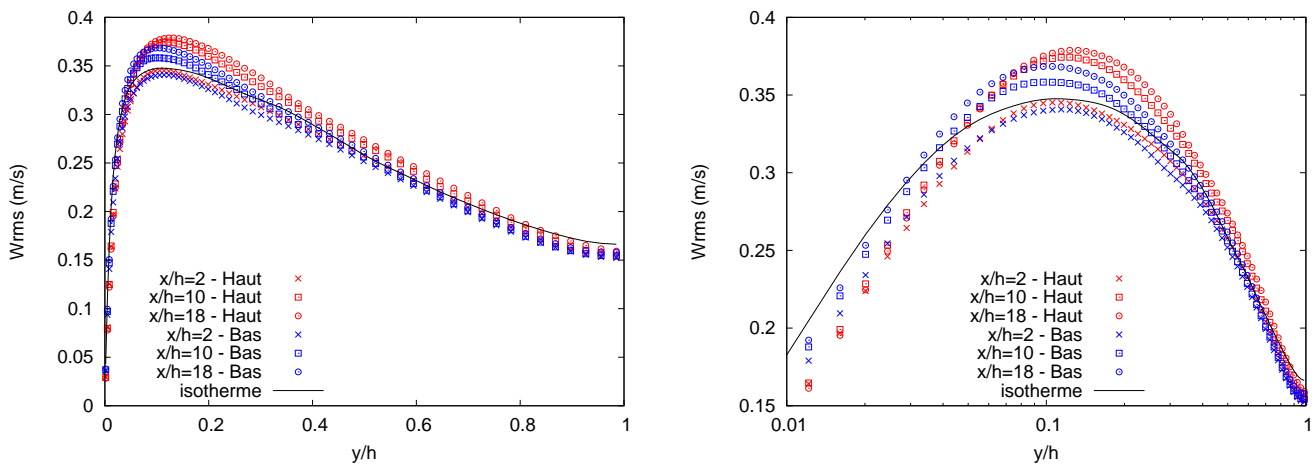 0.4
0.35
0.3
0.25
0.2
0.15
0.1
0.05
0
Wrms (m/s)
x/h=2 - Haut
x/h=10 - Haut
x/h=18 - Haut
x/h=2 - Bas
x/h=10 - Bas
x/h=18 - Bas
isotherme
0 0.2 0.4 0.6 0.8 1
y/h
0.4
0.35
0.3
0.25
0.2
0.15
Wrms (m/s)
x/h=2 - Haut
x/h=10 - Haut
x/h=18 - Haut
x/h=2 - Bas
x/h=10 - Bas
x/h=18 - Bas
isotherme
0.01 0.1 1
y/h